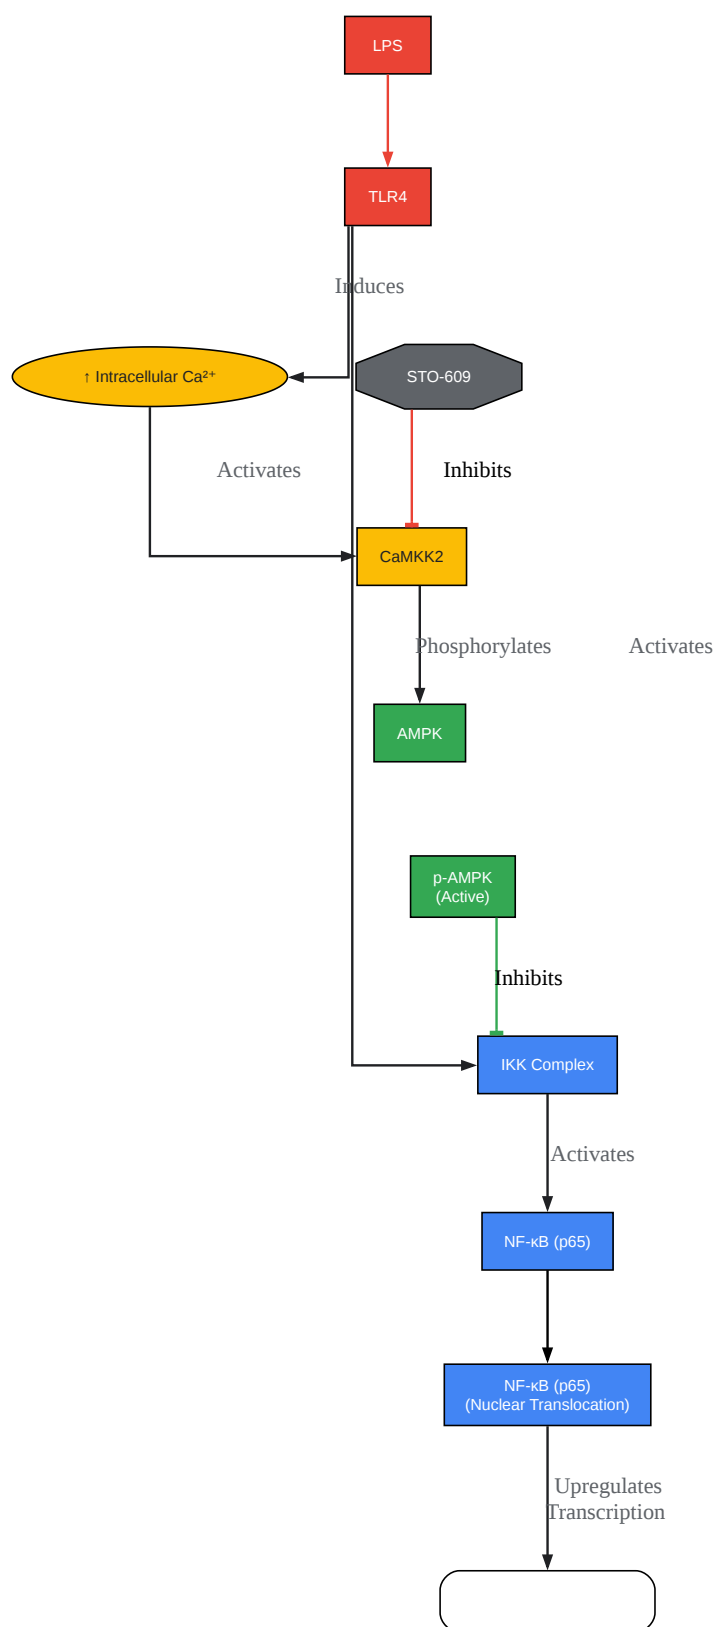 LPS
TLR4
Induces
↑ Intracellular Ca²⁺
STO-609
Activates
Inhibits
CaMKK2
Phosphorylates
Activates
AMPK
p-AMPK
(Active)
Inhibits
IKK Complex
Activates
NF-κB (p65)
NF-κB (p65)
(Nuclear Translocation)
Upregulates
Transcription